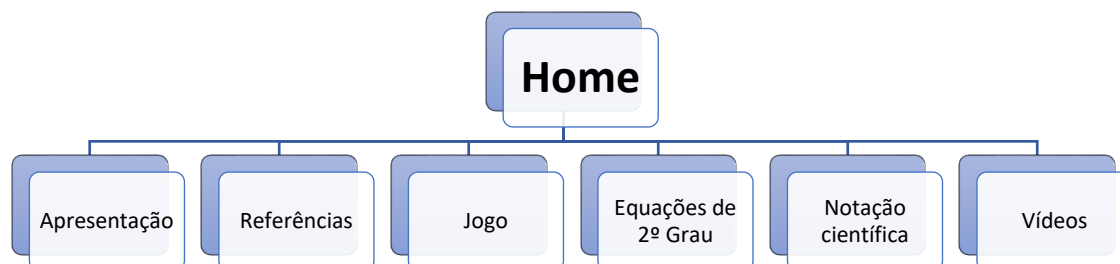 Home
Apresentação
Referências
Jogo
Equações de
2º Grau
Notação
científica
Vídeos